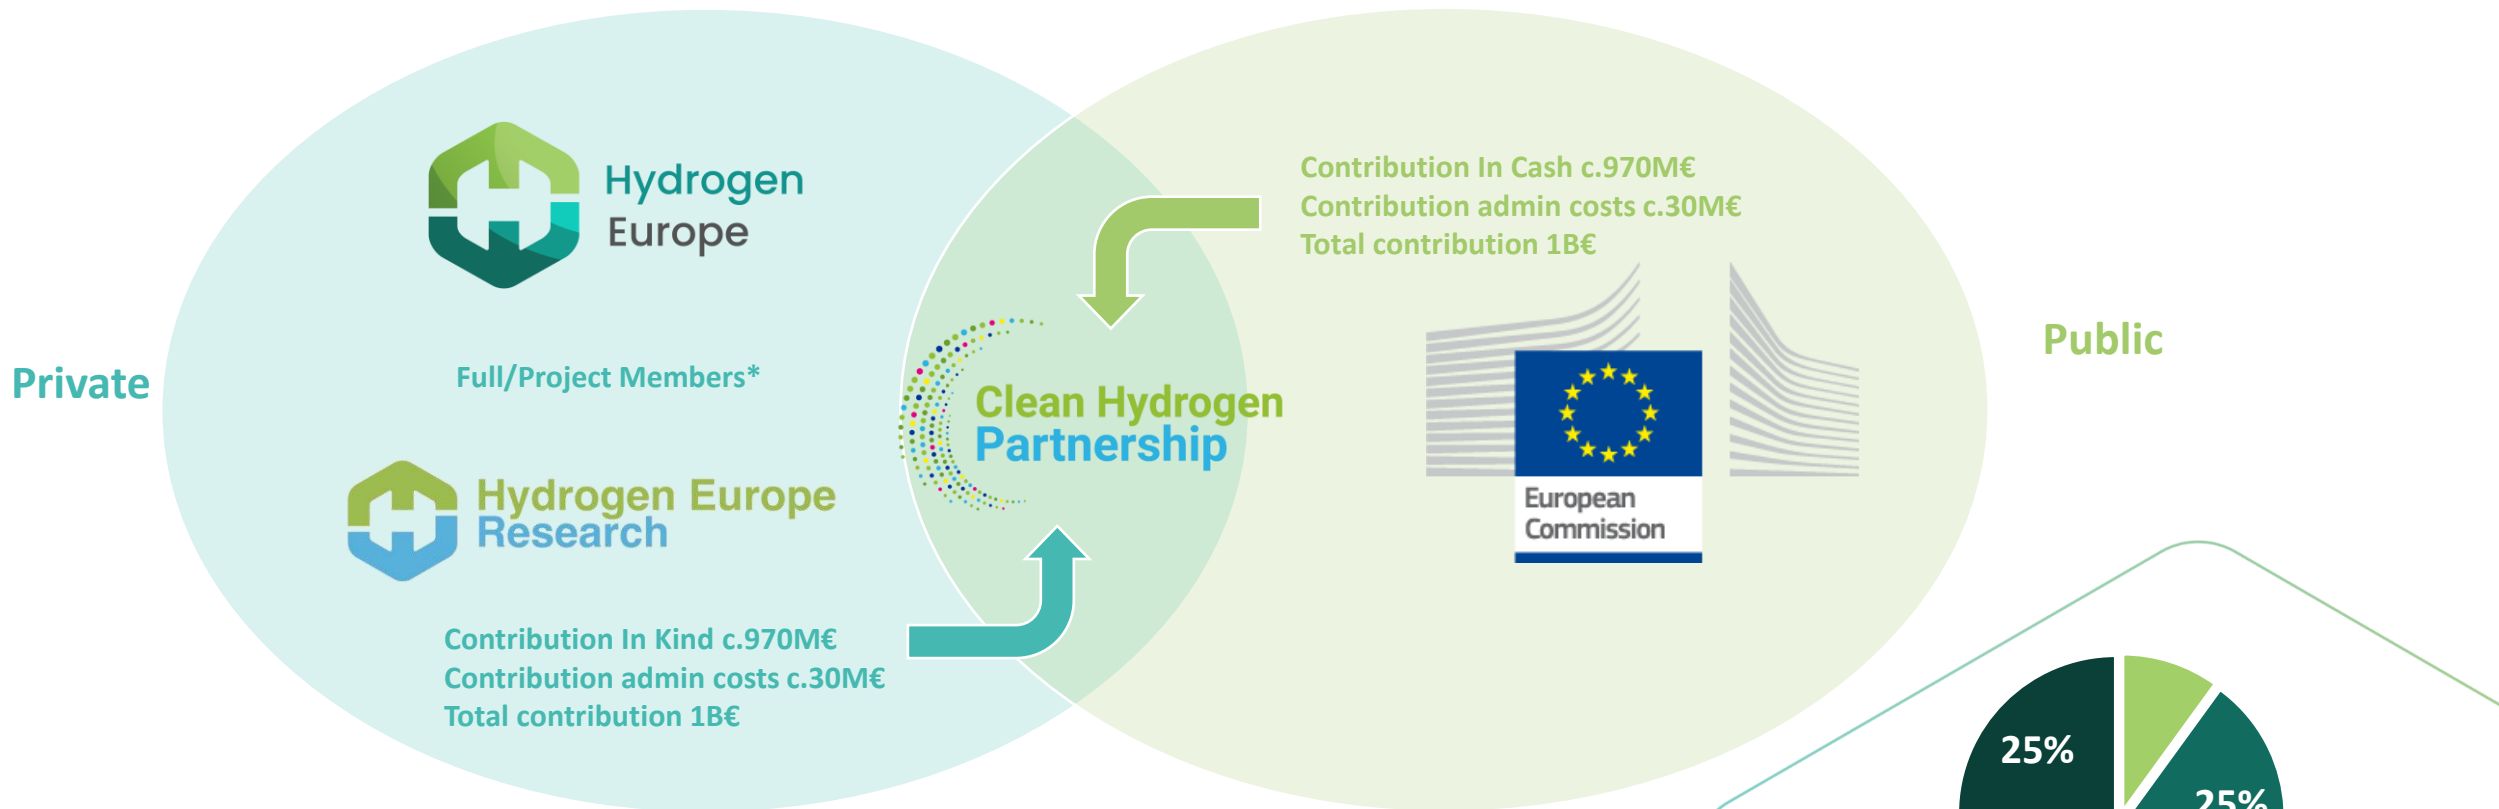 Private
Hydrogen
Europe
Full/Project Members*
Hydrogen Europe
Research
Contribution In Kind c.970M€
Contribution admin costs c.30M€
Total contribution 1B€
Clean Hydrogen
Partnership
Contribution In Cash c.970M€
Contribution admin costs c.30M€
Total contribution 1B€
European
Commission
Public
25%
25%